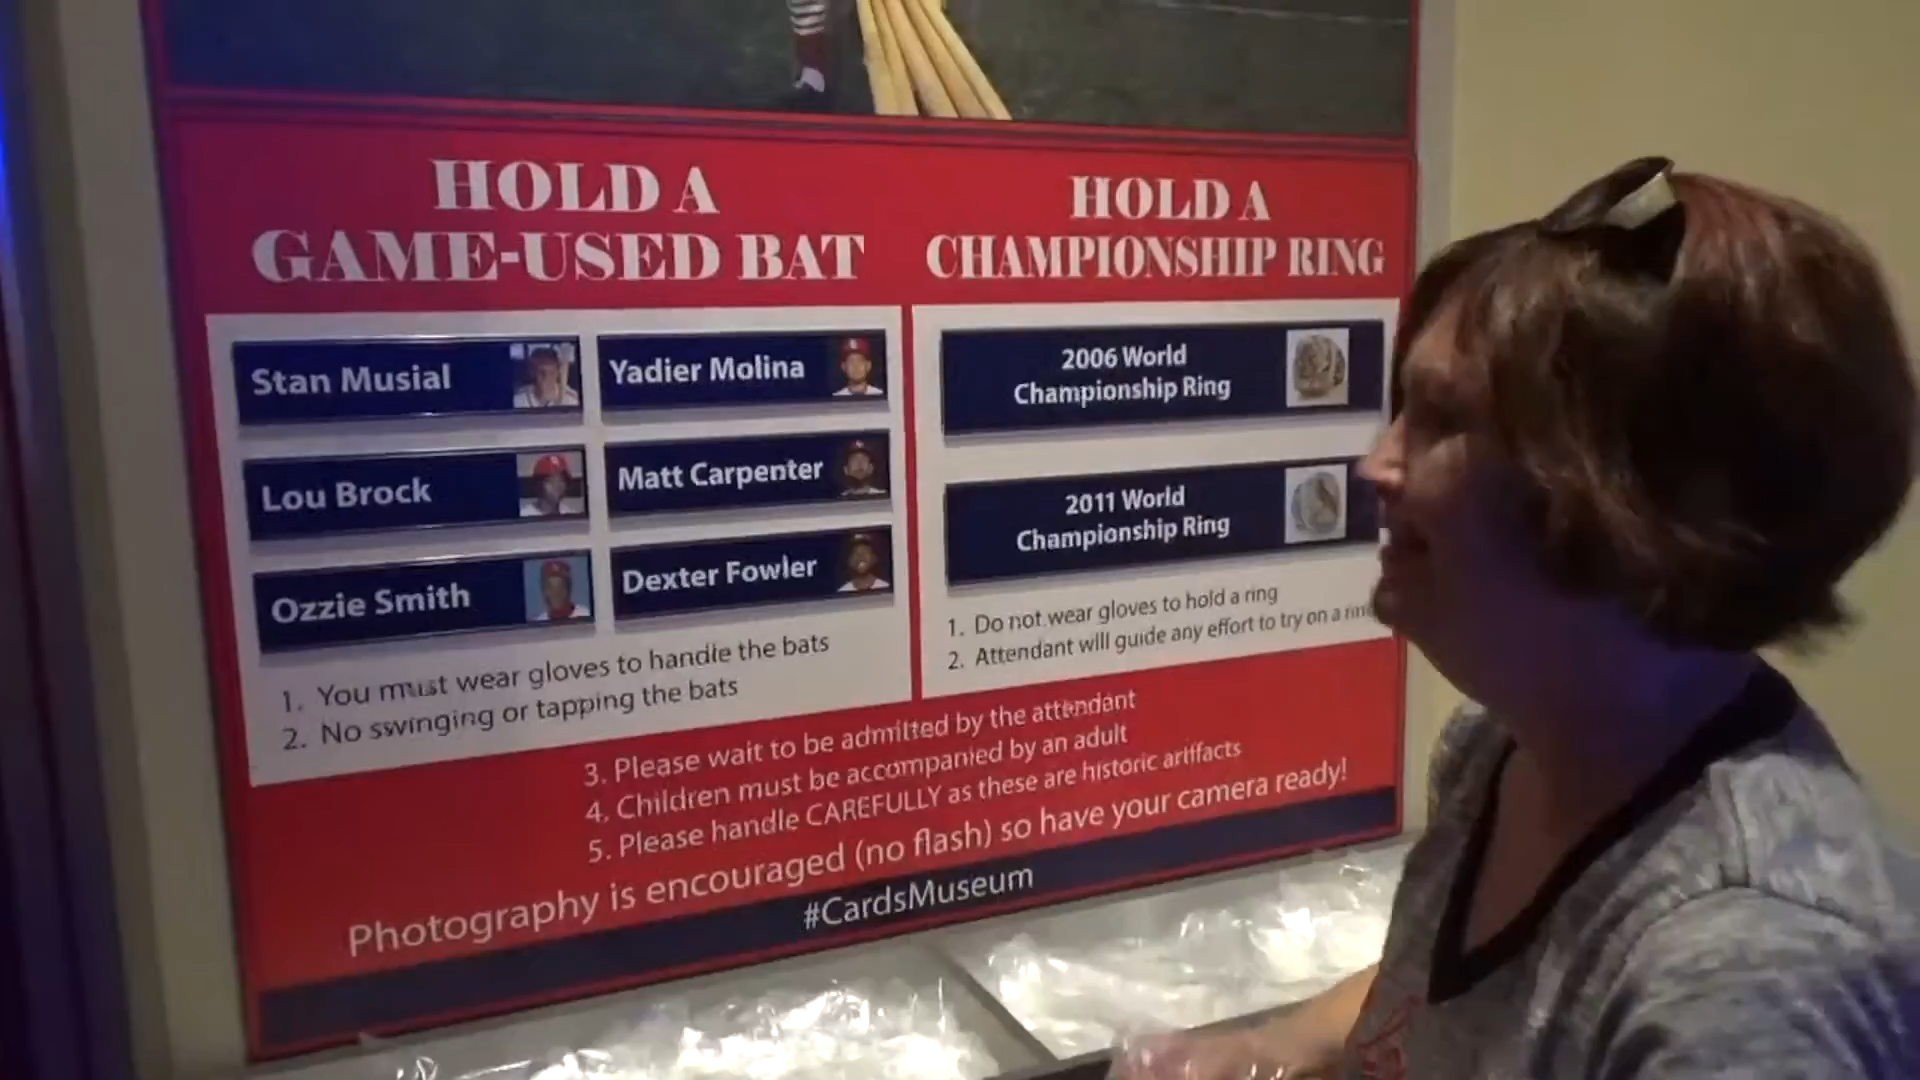 HOLD A
GAME-USED BAT
Stan Musial
Yadier Molina
Lou Brock
Matt Carpenter
Ozzie Smith
Dexter Fowler
1. You must wear gloves to handle the bats
2. No swinging or tapping the bats
HOLD A
CHAMPIONSHIP RING
2006 World
Championship Ring
2011 World
Championship Ring
1. Do not wear gloves to hold a ring
2. Attendant will guide any effort to try on a ring
3. Please wait to be admitted by the attendant
4. Children must be accompanied by an adult
5. Please handle CAREFULLY as these are historic artifacts
Photography is encouraged (no flash) so have your camera ready!
#CardsMuseum